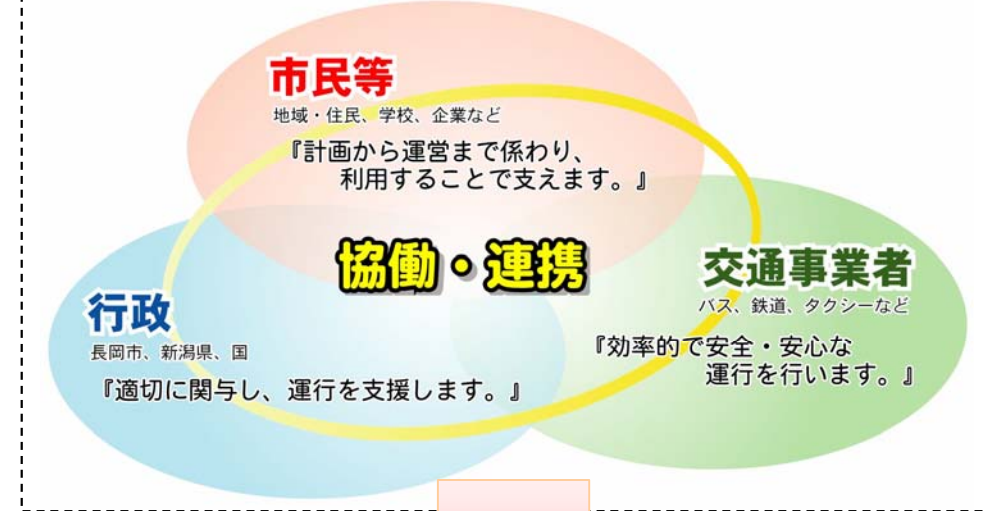 市民等
地域・住民、学校、企業など
『計画から運営まで係わり、
利用することで支えます。』
協働・連携
交通事業者
バス、鉄道、タクシーなど
『効率的で安全・安心な
運行を行います。』
行政
長岡市、新潟県、国
『適切に関与し、運行を支援します。』